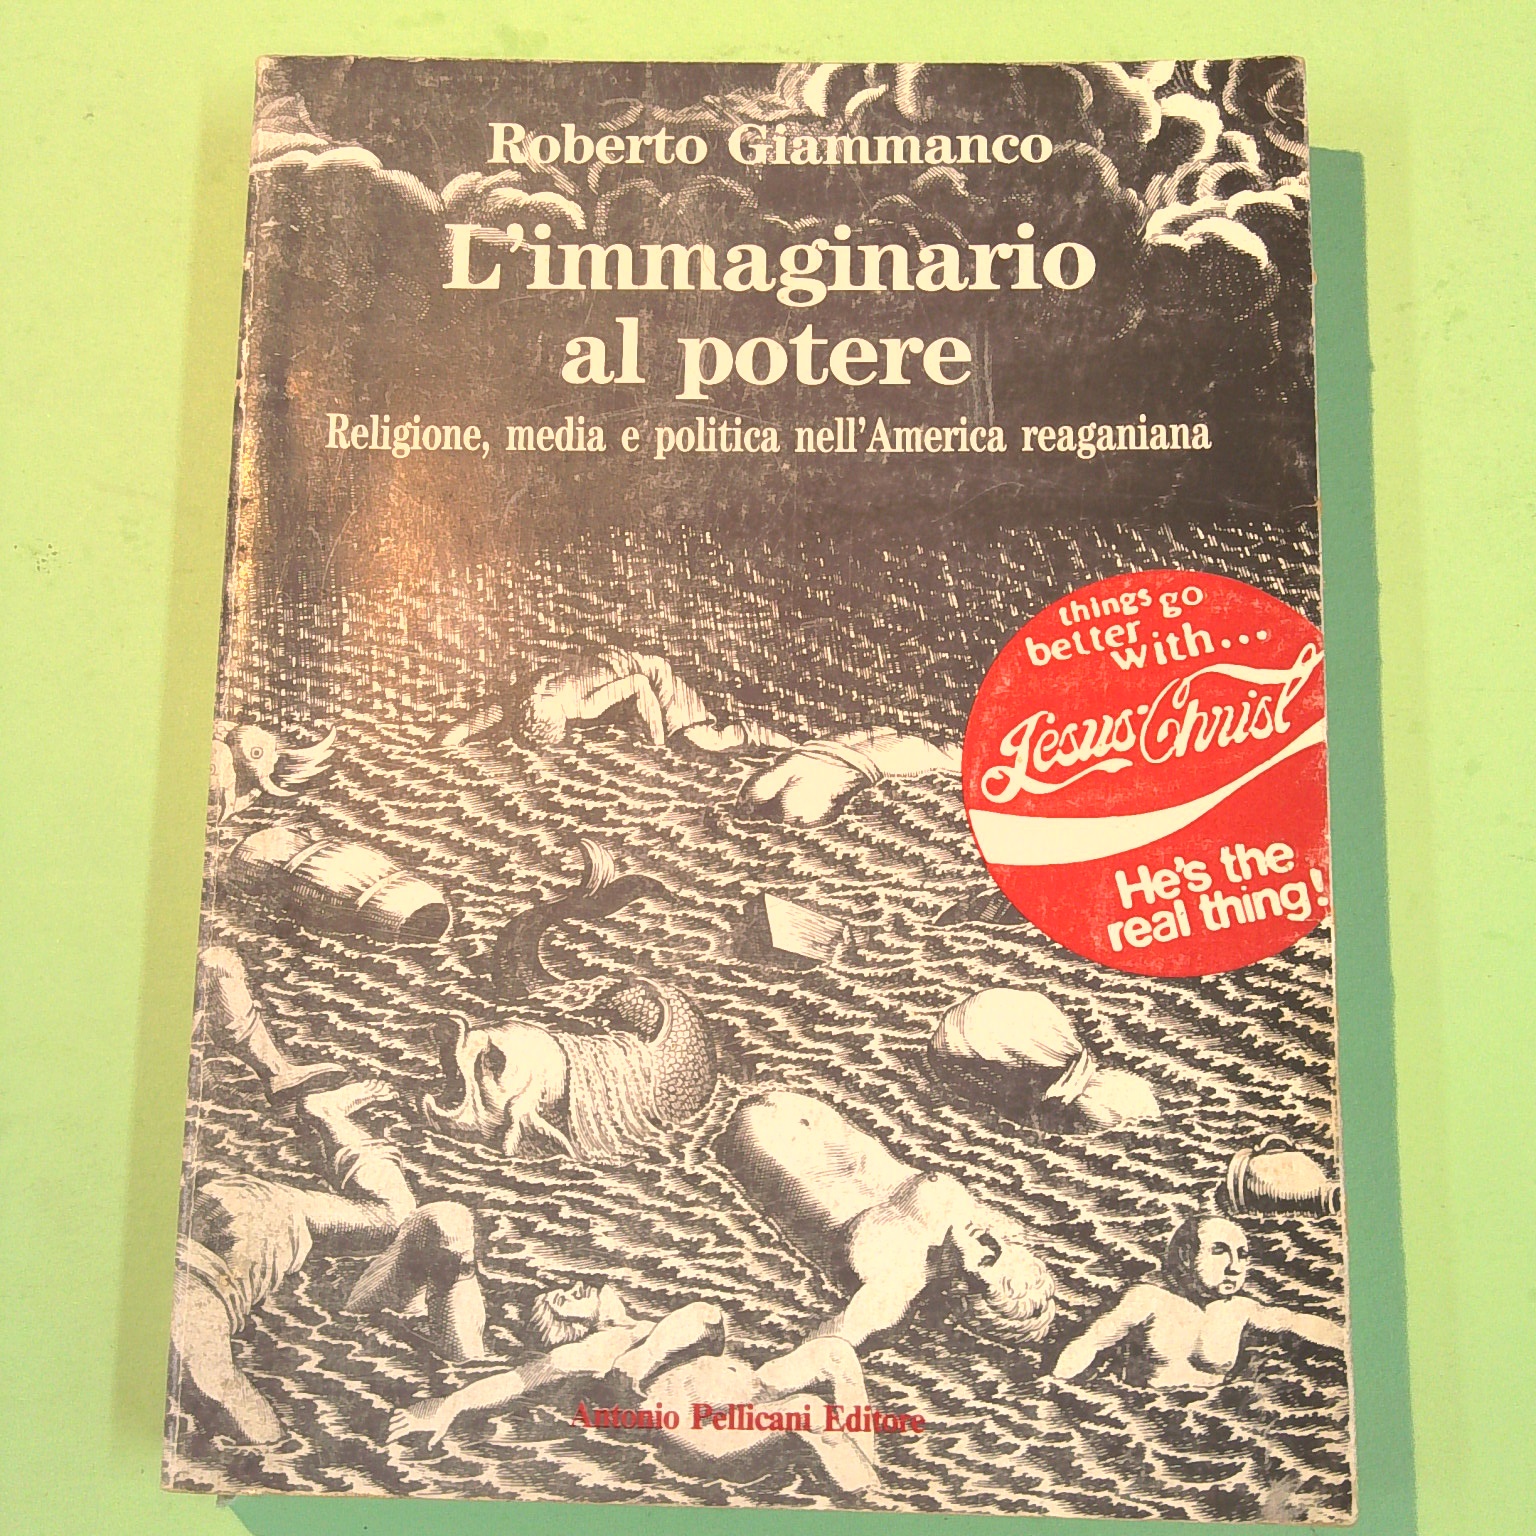 Roberto Giammanco
L'immaginario
al potere
Religione, media e politica nell'America reaganiana
things go
better with...
Jesus Christ
He's the
real thing!
Antonio Pellicani Editore